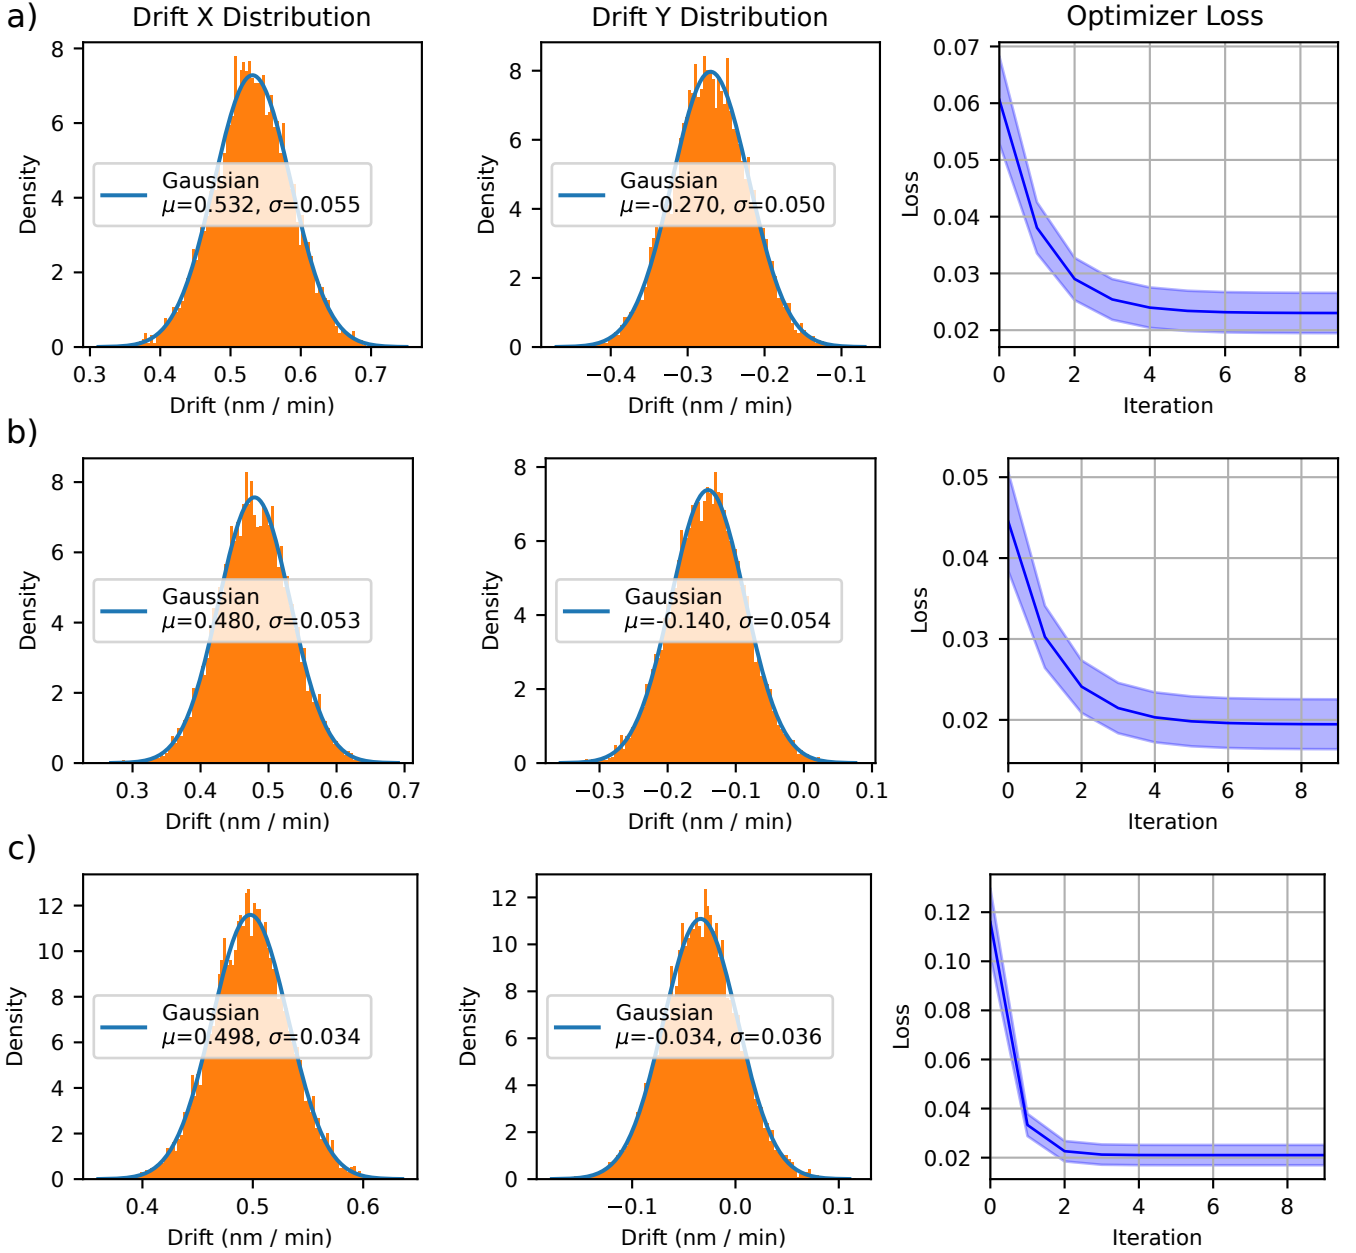 a)
Drift X Distribution
Drift Y Distribution
Optimizer Loss
Density
8
6
4
2
0
Gaussian
μ=0.532, σ=0.055
0.3 0.4 0.5 0.6 0.7
Drift (nm / min)
Density
8
6
4
2
0
Gaussian
μ=-0.270, σ=0.050
−0.4 −0.3 −0.2 −0.1
Drift (nm / min)
Loss
0.07
0.06
0.05
0.04
0.03
0.02
0 2 4 6 8
Iteration
b)
Density
8
6
4
2
0
Gaussian
μ=0.480, σ=0.053
0.3 0.4 0.5 0.6 0.7
Drift (nm / min)
Density
8
6
4
2
0
Gaussian
μ=-0.140, σ=0.054
−0.3 −0.2 −0.1 0.0 0.1
Drift (nm / min)
Loss
0.05
0.04
0.03
0.02
0 2 4 6 8
Iteration
c)
Density
12
10
8
6
4
2
0
Gaussian
μ=0.498, σ=0.034
0.4 0.5 0.6
Drift (nm / min)
Density
12
10
8
6
4
2
0
Gaussian
μ=-0.034, σ=0.036
−0.1 0.0 0.1
Drift (nm / min)
Loss
0.12
0.10
0.08
0.06
0.04
0.02
0 2 4 6 8
Iteration